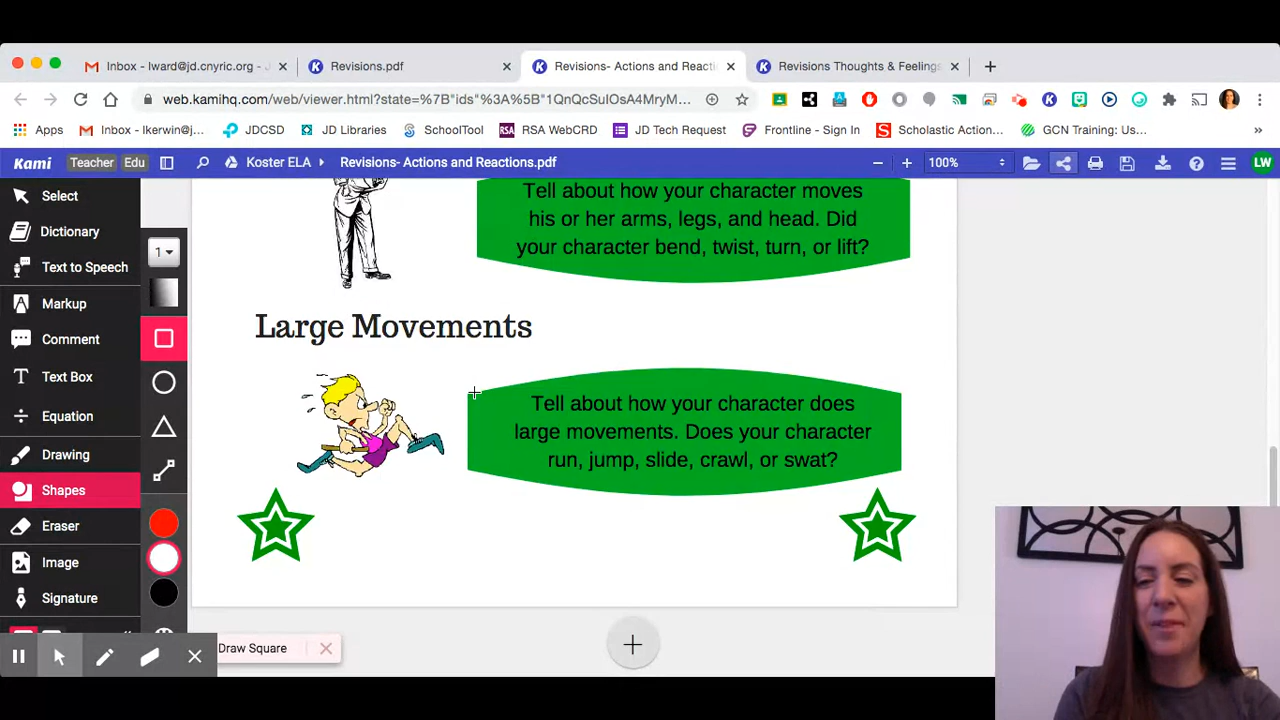 Inbox - lward@jd.cnyric.org - J
Revisions.pdf
Revisions- Actions and Reacti
Revisions Thoughts & Feelings
web.kamihq.com/wab/viewer.html?state=%7B"ids"%3A%5B"1QnQcSuIOsA4MryM...
Apps
Inbox - lkerwin@j...
JDCSD
JD Libraries
SchoolTool
RSA WebCRD
JD Tech Request
Frontline - Sign In
Scholastic Action...
GCN Training: Us...
»
Kami
Teacher
Edu
Koster ELA
Revisions- Actions and Reactions.pdf
100%
LW
Select
Dictionary
Text to Speech
Markup
Comment
Text Box
Equation
Drawing
Shapes
Eraser
Image
Signature
1
Tell about how your character moves
his or her arms, legs, and head. Did
your character bend, twist, turn, or lift?
Large Movements
Tell about how your character does
large movements. Does your character
run, jump, slide, crawl, or swat?
Draw Square